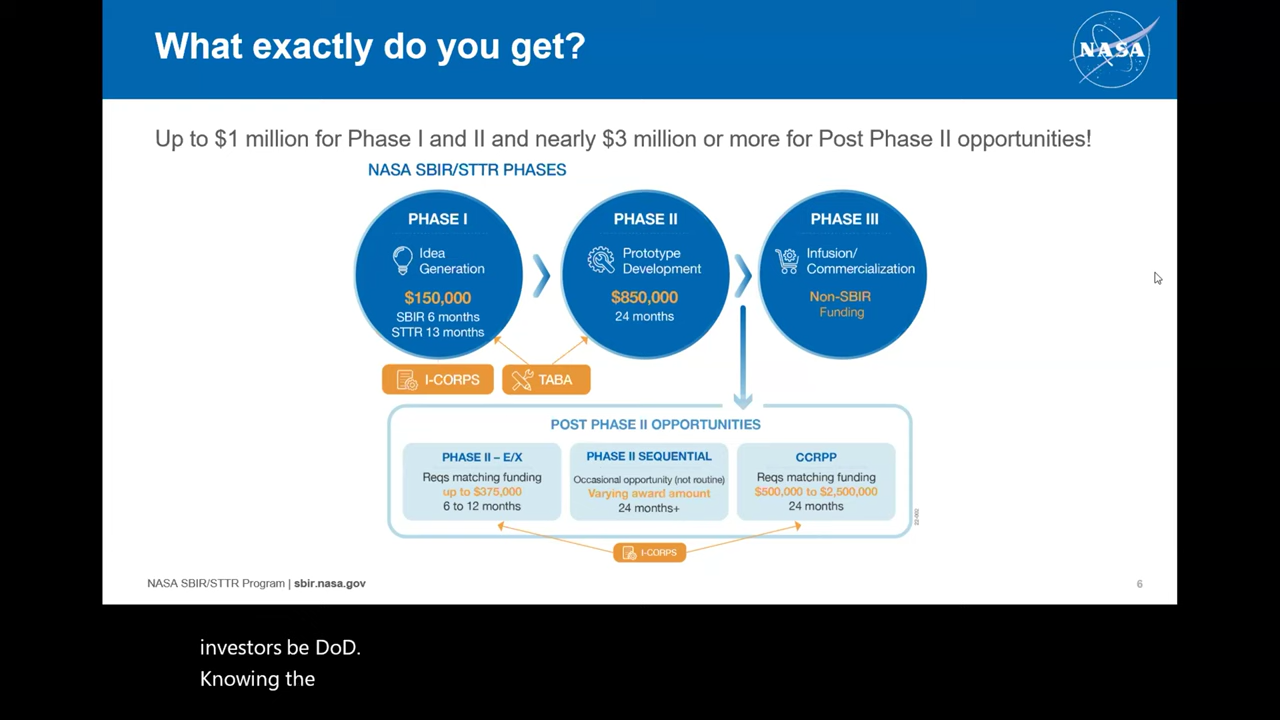 What exactly do you get?
NASA
Up to $1 million for Phase I and II and nearly $3 million or more for Post Phase II opportunities!
NASA SBIR/STTR PHASES
PHASE I
Idea
Generation
$150,000
SBIR 6 months
STTR 13 months
PHASE II
Prototype
Development
$850,000
24 months
PHASE III
Infusion/
Commercialization
Non-SBIR
Funding
I-CORPS
TABA
POST PHASE II OPPORTUNITIES
PHASE II – E/X
Reqs matching funding
up to $375,000
6 to 12 months
PHASE II SEQUENTIAL
Occasional opportunity (not routine)
Varying award amount
24 months+
CCRPP
Reqs matching funding
$500,000 to $2,500,000
24 months
I-CORPS
NASA SBIR/STTR Program | sbir.nasa.gov
6
investors be DoD.
Knowing the